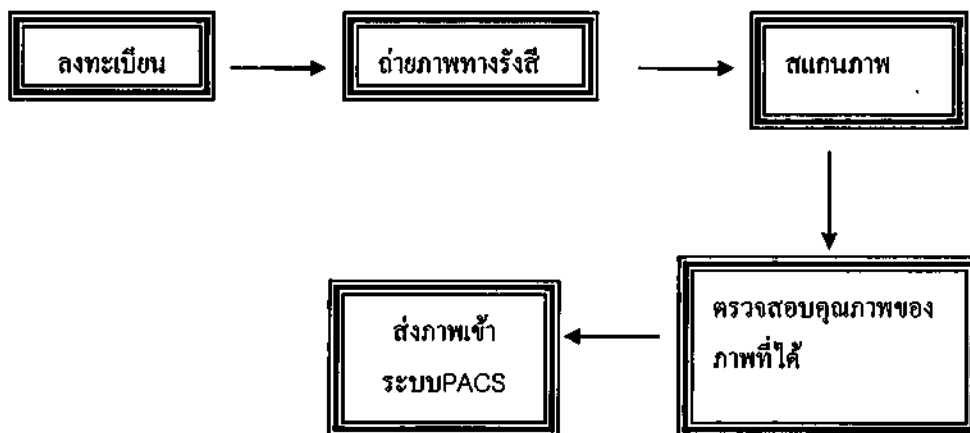 ลงทะเบียน
ถ่ายภาพทางรังสี
สแกนภาพ
ตรวจสอบคุณภาพของ
ภาพที่ได้
ส่งภาพเข้า
ระบบPACS